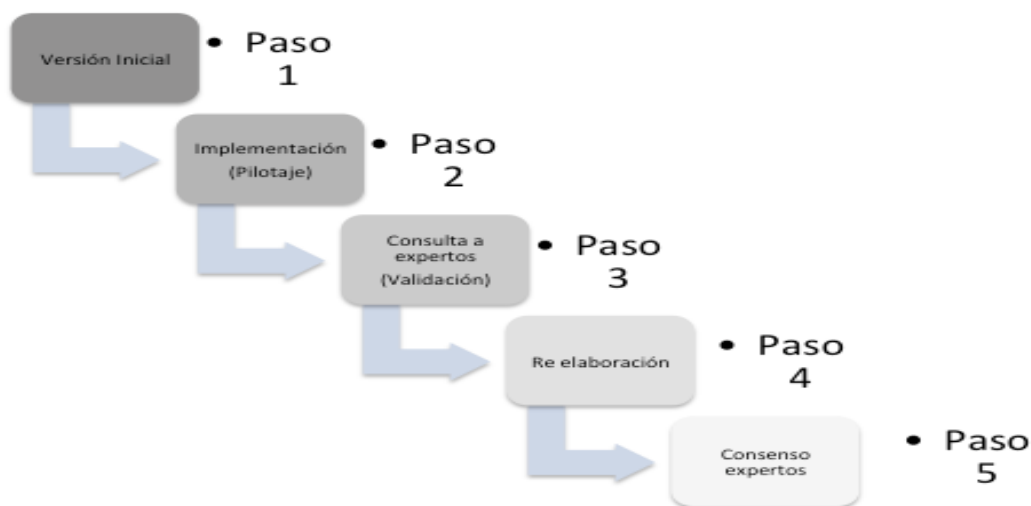 Versión Inicial
• Paso
1
Implementación
(Pilotaje)
• Paso
2
Consulta a
expertos
(Validación)
• Paso
3
Re elaboración
• Paso
4
Consenso
expertos
• Paso
5